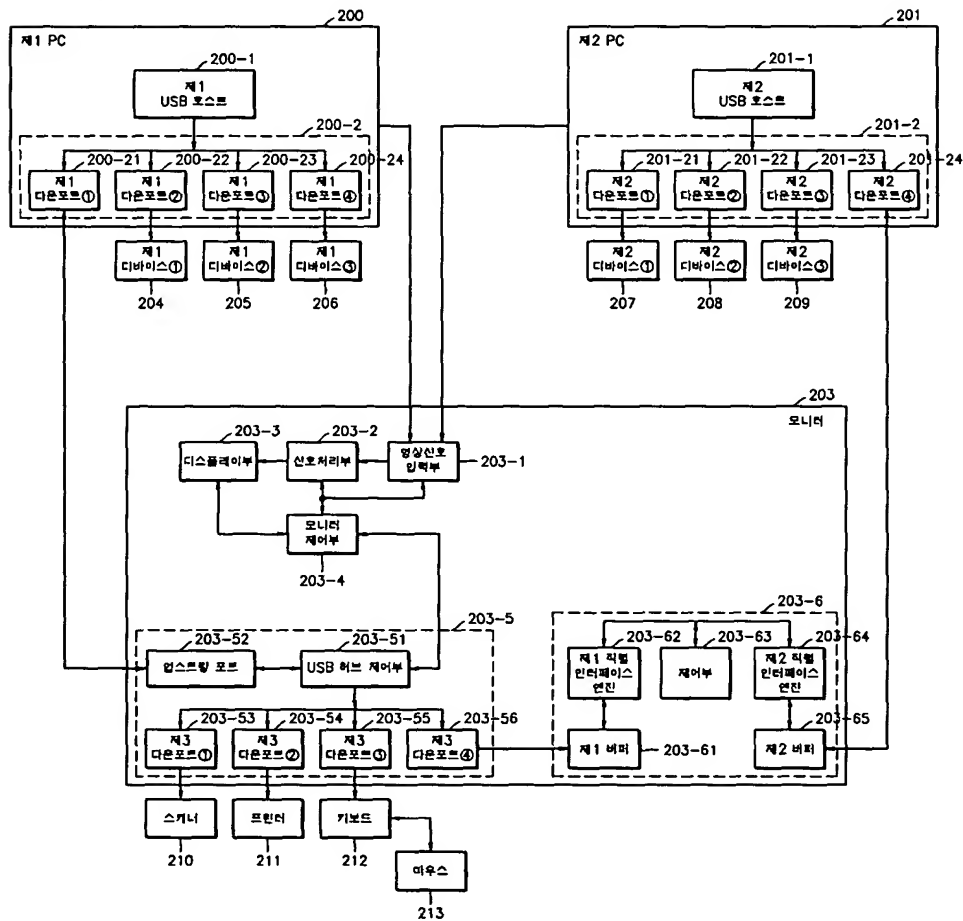 200
201
제1 PC
제2 PC
200-1
201-1
제1
USB 호스트
제2
USB 호스트
200-2
201-2
200-21
200-22
200-23
200-24
201-21
201-22
201-23
201-24
제1
다운포트①
제1
다운포트②
제1
다운포트③
제1
다운포트④
제2
다운포트①
제2
다운포트②
제2
다운포트③
제2
다운포트④
제1
디바이스①
제1
디바이스②
제1
디바이스③
제2
디바이스①
제2
디바이스②
제2
디바이스③
204
205
206
207
208
209
203
모니터
203-3
203-2
디스플레이부
신호처리부
영상신호
입력부
203-1
모니터
제어부
203-4
203-5
203-6
203-52
203-51
203-62
203-63
203-64
업스트림 포트
USB 허브 제어부
제1 직렬
인터페이스
엔진
제어부
제2 직렬
인터페이스
엔진
203-53
203-54
203-55
203-56
203-65
제3
다운포트①
제3
다운포트②
제3
다운포트③
제3
다운포트④
제1 버퍼
203-61
제2 버퍼
스캐너
프린터
키보드
210
211
212
마우스
213